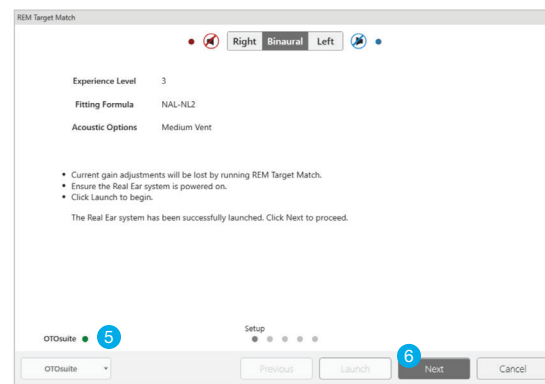 REM Target Match
Right Binaural Left
Experience Level 3
Fitting Formula NAL-NL2
Acoustic Options Medium Vent
• Current gain adjustments will be lost by running REM Target Match.
• Ensure the Real Ear system is powered on.
• Click Launch to begin.
The Real Ear system has been successfully launched. Click Next to proceed.
Setup
OTOsuite 5
6
OTOsuite Previous Launch Next Cancel